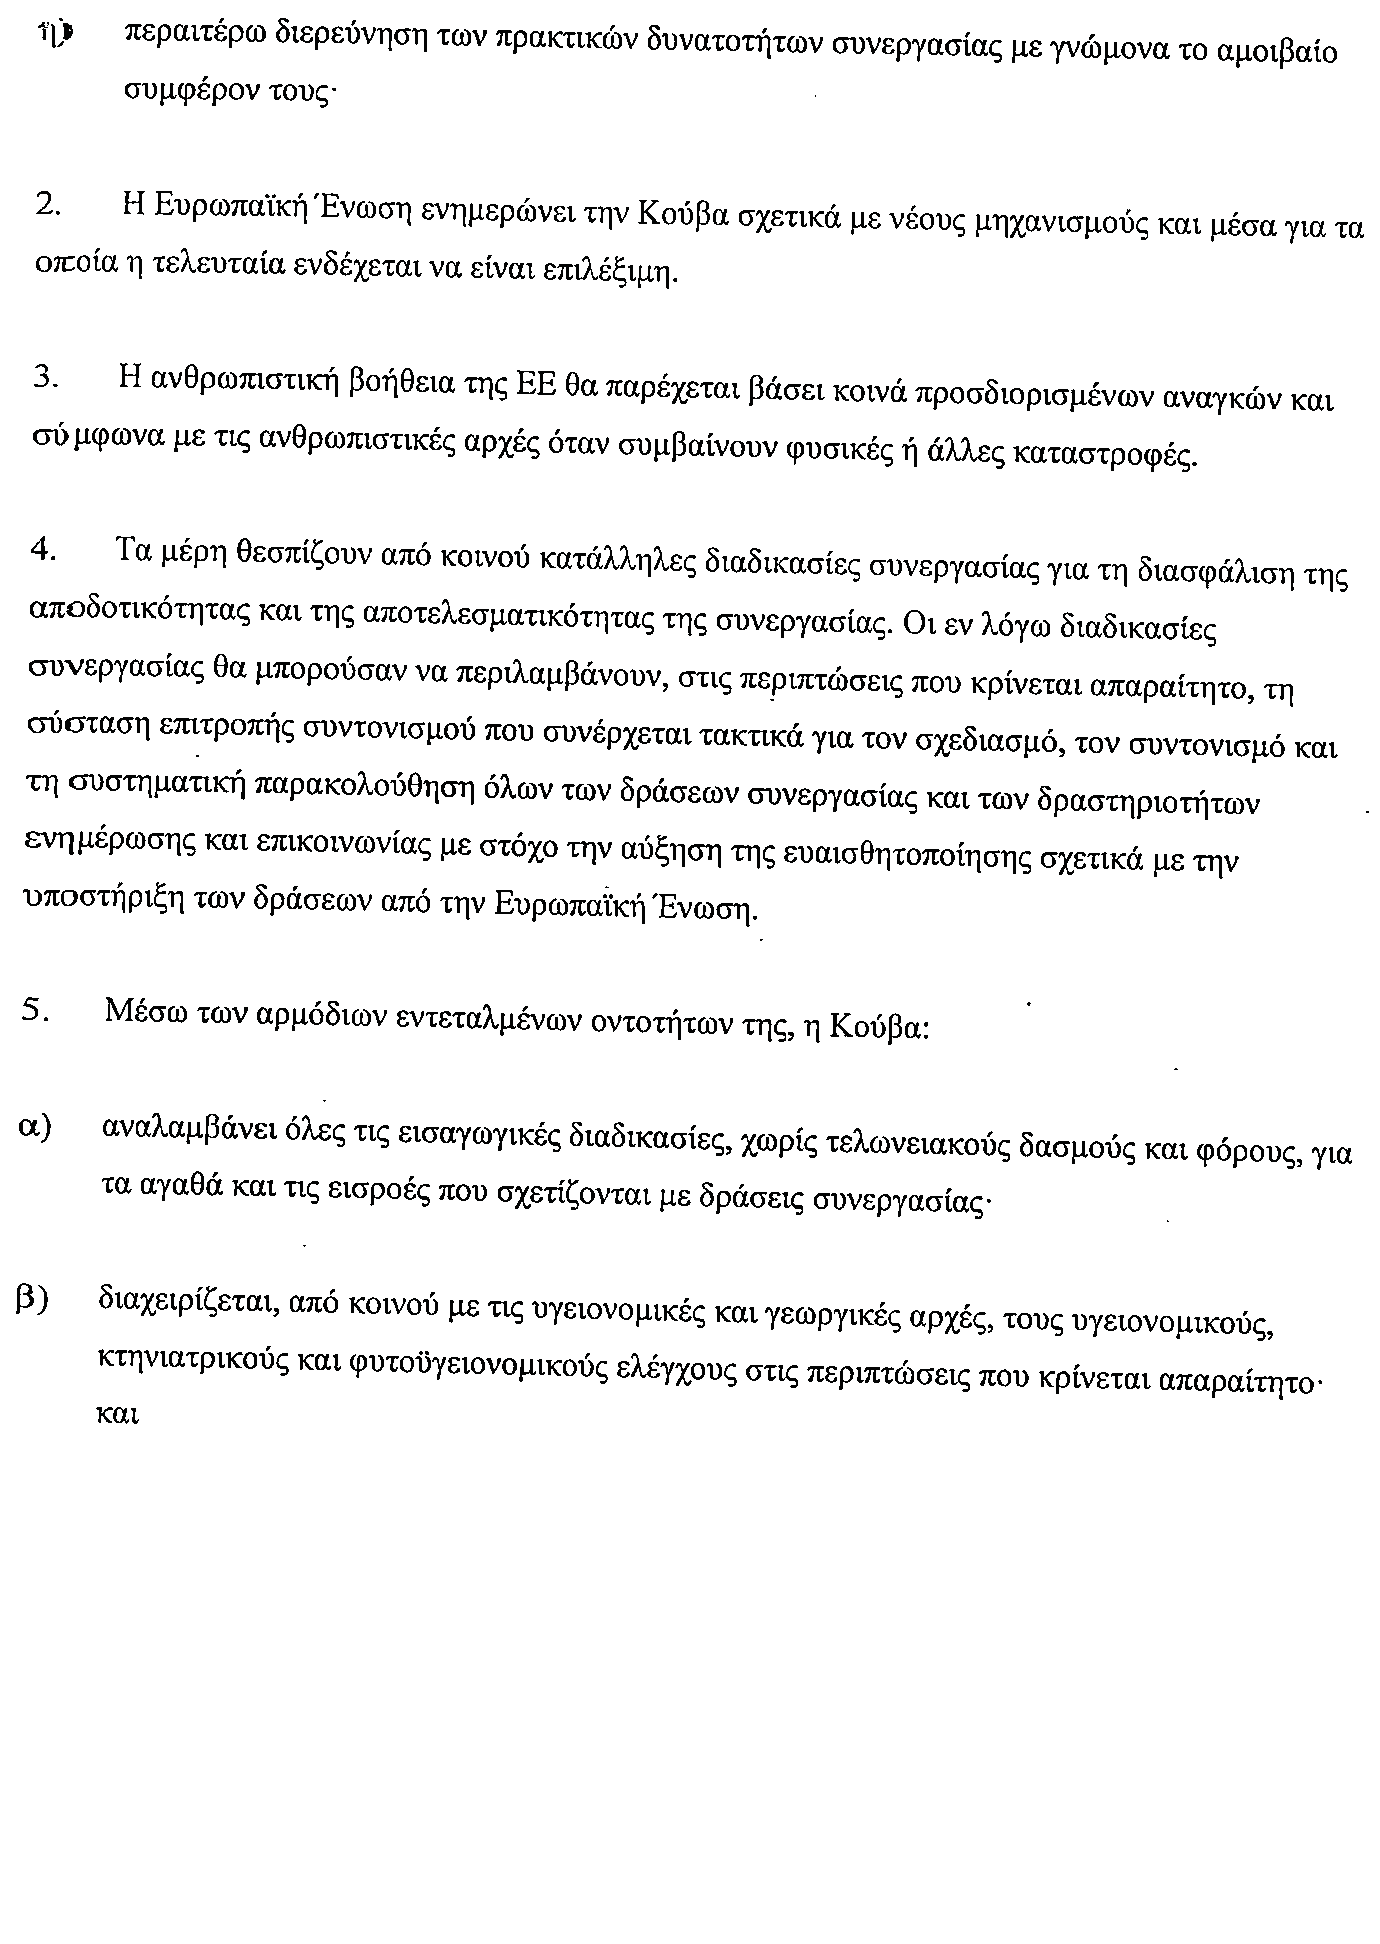 η) περαιτέρω διερεύνηση των πρακτικών δυνατοτήτων συνεργασίας με γνώμονα το αμοιβαίο
συμφέρον τους·
2. Η Ευρωπαϊκή Ένωση ενημερώνει την Κούβα σχετικά με νέους μηχανισμούς και μέσα για τα
οποία η τελευταία ενδέχεται να είναι επιλέξιμη.
3. Η ανθρωπιστική βοήθεια της ΕΕ θα παρέχεται βάσει κοινά προσδιορισμένων αναγκών και
σύμφωνα με τις ανθρωπιστικές αρχές όταν συμβαίνουν φυσικές ή άλλες καταστροφές.
4. Τα μέρη θεσπίζουν από κοινού κατάλληλες διαδικασίες συνεργασίας για τη διασφάλιση της
αποδοτικότητας και της αποτελεσματικότητας της συνεργασίας. Οι εν λόγω διαδικασίες
συνεργασίας θα μπορούσαν να περιλαμβάνουν, στις περιπτώσεις που κρίνεται απαραίτητο, τη
σύσταση επιτροπής συντονισμού που συνέρχεται τακτικά για τον σχεδιασμό, τον συντονισμό και
τη συστηματική παρακολούθηση όλων των δράσεων συνεργασίας και των δραστηριοτήτων
ενημέρωσης και επικοινωνίας με στόχο την αύξηση της ευαισθητοποίησης σχετικά με την
υποστήριξη των δράσεων από την Ευρωπαϊκή Ένωση.
5. Μέσω των αρμόδιων εντεταλμένων οντοτήτων της, η Κούβα:
α) αναλαμβάνει όλες τις εισαγωγικές διαδικασίες, χωρίς τελωνειακούς δασμούς και φόρους, για
τα αγαθά και τις εισροές που σχετίζονται με δράσεις συνεργασίας·
β) διαχειρίζεται, από κοινού με τις υγειονομικές και γεωργικές αρχές, τους υγειονομικούς,
κτηνιατρικούς και φυτοϋγειονομικούς ελέγχους στις περιπτώσεις που κρίνεται απαραίτητο·
και